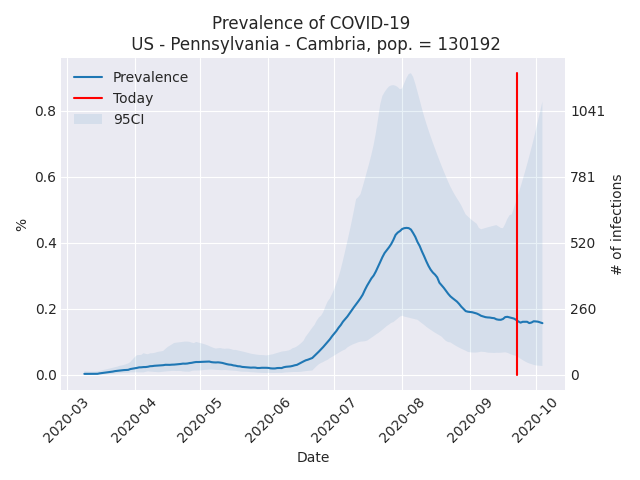 Prevalence of COVID-19
US - Pennsylvania - Cambria, pop. = 130192
Prevalence
Today
95CI
0.8
0.6
0.4
0.2
0.0
%
1041
781
520
260
0
# of infections
2020-03
2020-04
2020-05
2020-06
2020-07
2020-08
2020-09
2020-10
Date